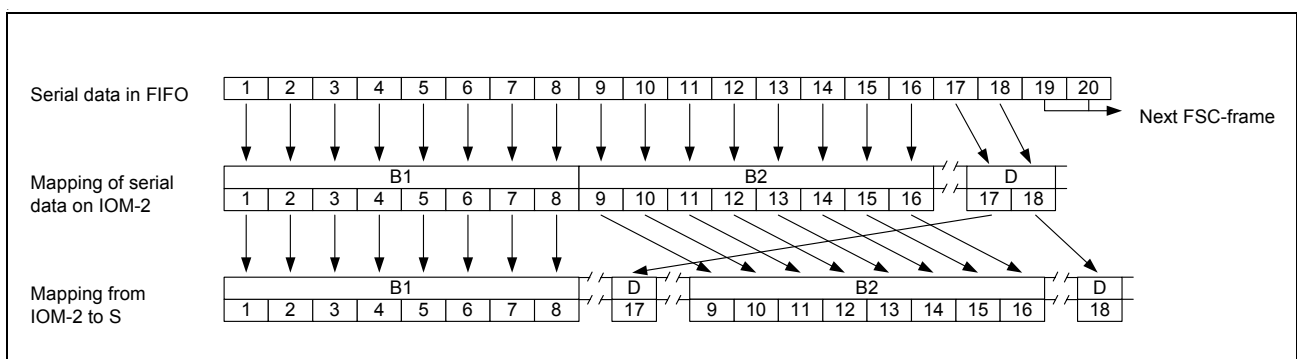 Serial data in FIFO 1 2 3 4 5 6 7 8 9 10 11 12 13 14 15 16 17 18 19 20
Next FSC-frame
Mapping of serial
data on IOM-2
B1 B2 D
1 2 3 4 5 6 7 8 9 10 11 12 13 14 15 16 17 18
Mapping from
IOM-2 to S
B1 D B2 D
1 2 3 4 5 6 7 8 17 9 10 11 12 13 14 15 16 18